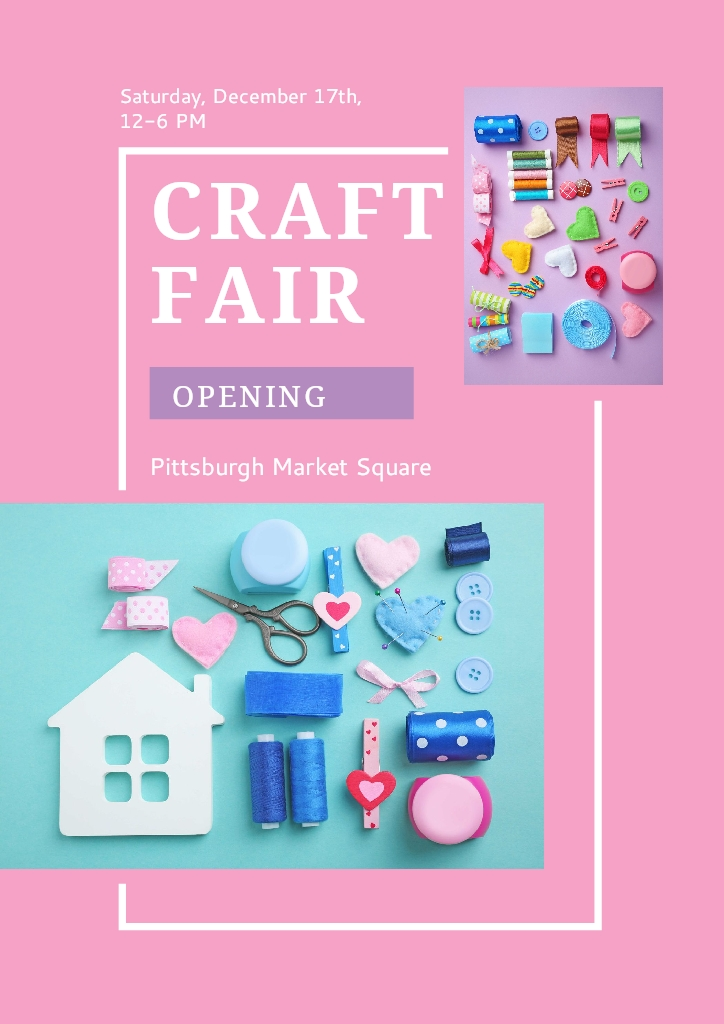 Saturday, December 17th,
12-6 PM
CRAFT
FAIR
OPENING
Pittsburgh Market Square